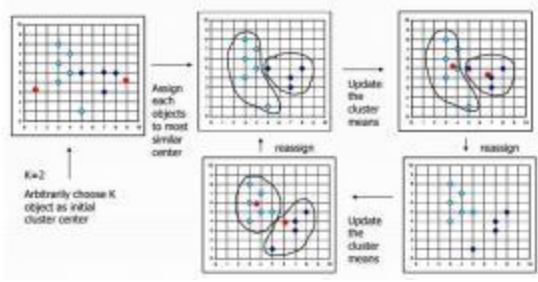 Assign
each
objects
to most
similar
center
Update
the
cluster
means
reassign
reassign
K=2
Arbitrarily choose K
object as initial
cluster center
Update
the
cluster
means